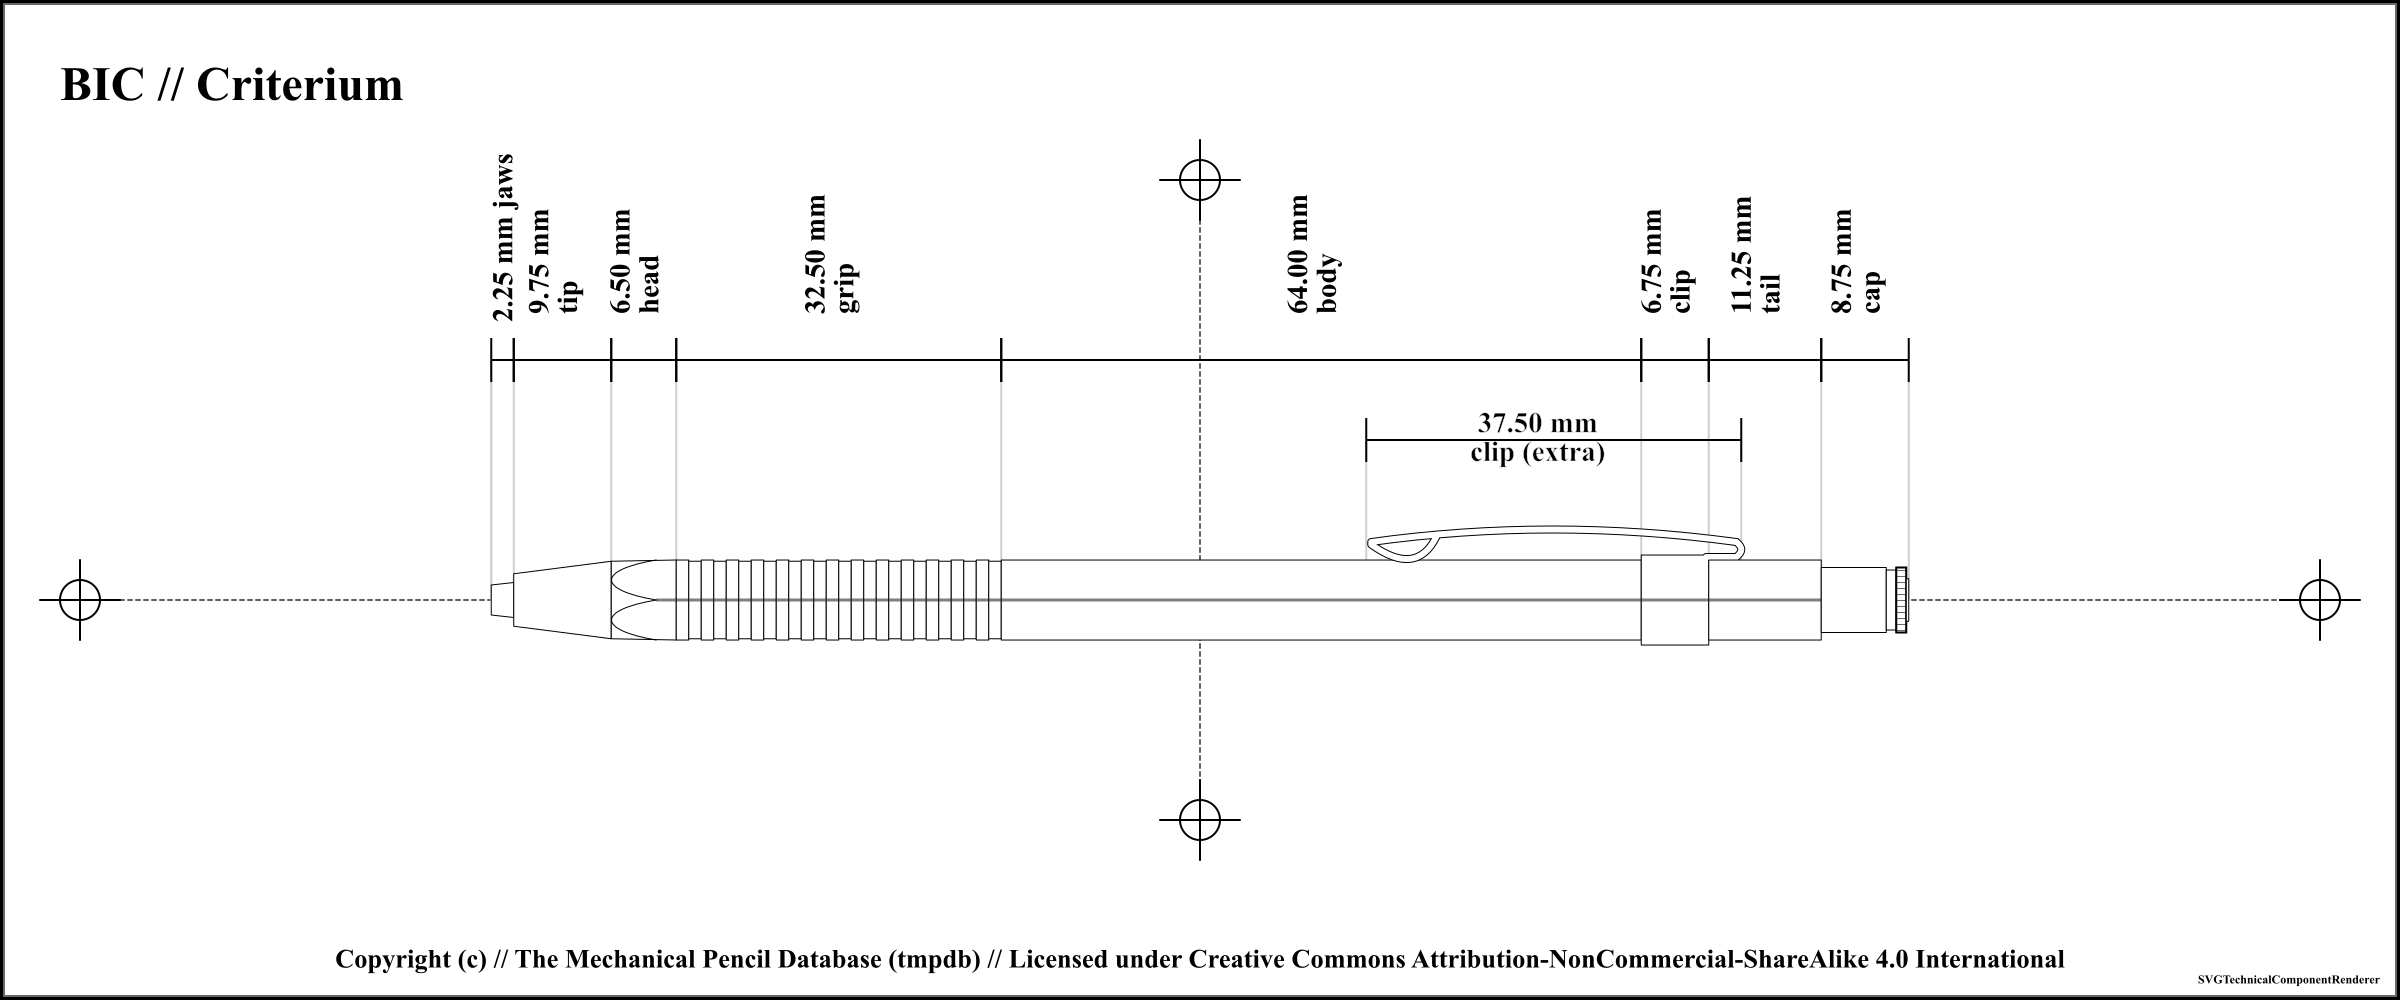 BIC // Criterium
2.25 mm jaws
9.75 mm
tip
6.50 mm
head
32.50 mm
grip
64.00 mm
body
6.75 mm
clip
11.25 mm
tail
8.75 mm
cap
37.50 mm
clip (extra)
Copyright (c) // The Mechanical Pencil Database (tmpdb) // Licensed under Creative Commons Attribution-NonCommercial-ShareAlike 4.0 International
SVGTechnicalComponentRenderer